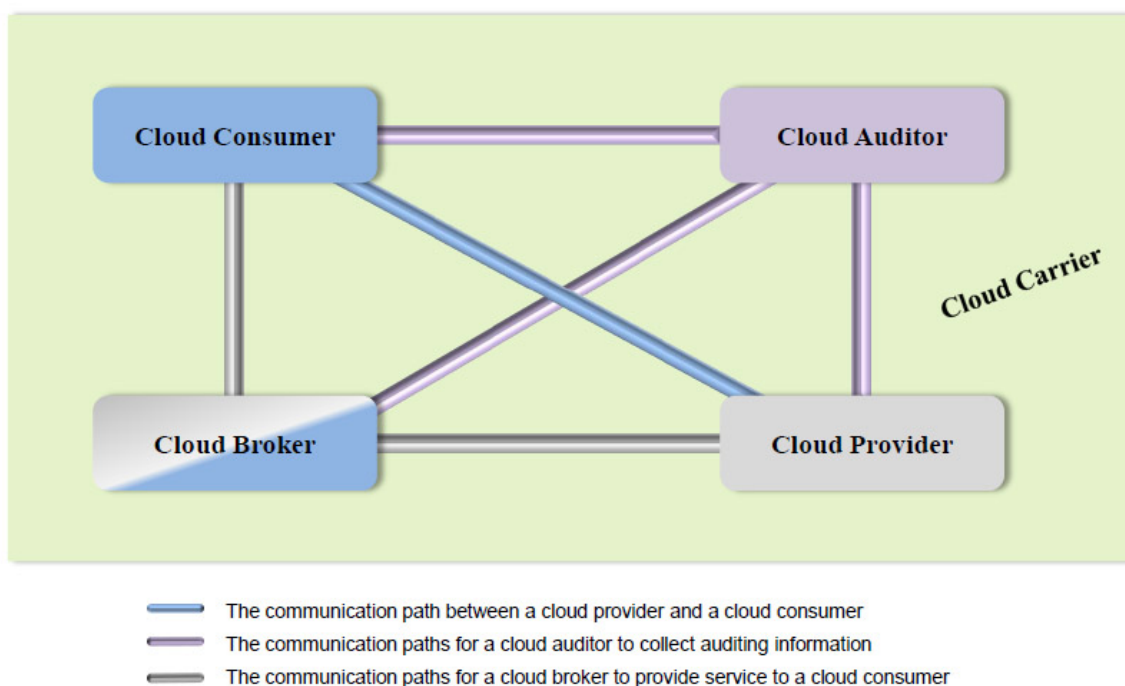 Cloud Consumer
Cloud Auditor
Cloud Carrier
Cloud Broker
Cloud Provider
The communication path between a cloud provider and a cloud consumer
The communication paths for a cloud auditor to collect auditing information
The communication paths for a cloud broker to provide service to a cloud consumer